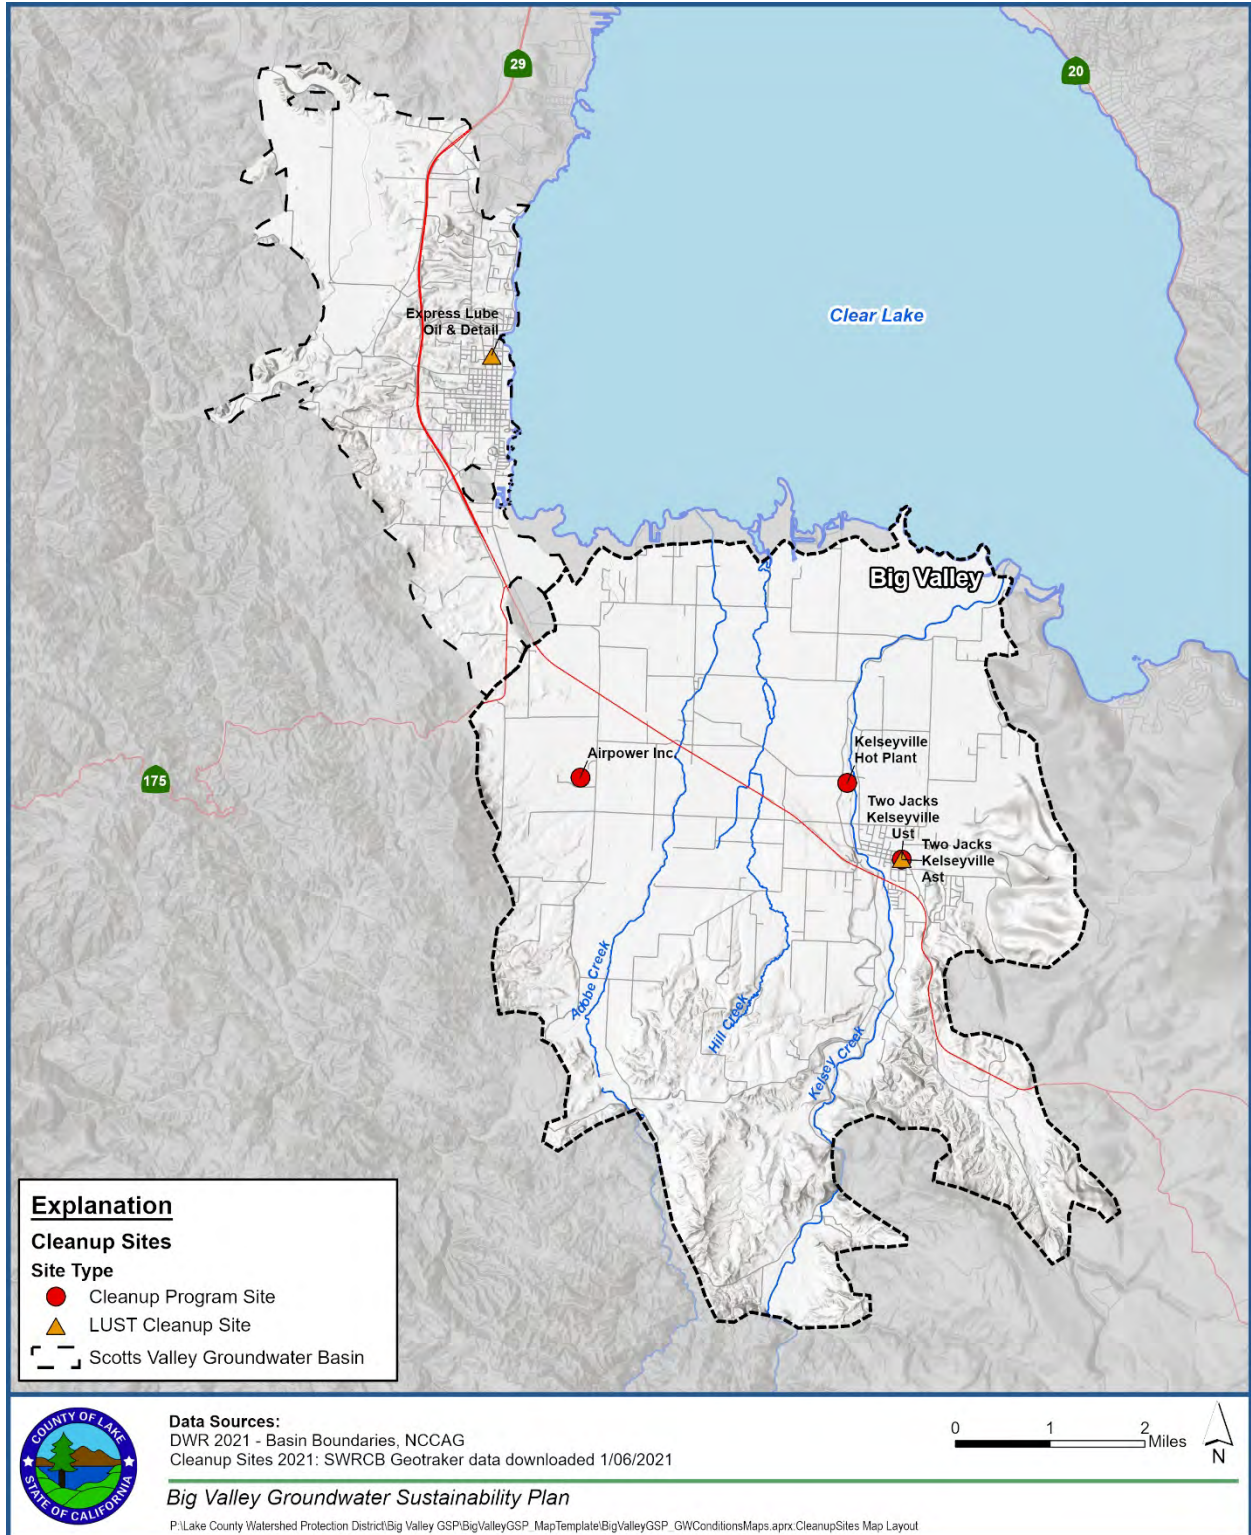 29
20
Express Lube
Oil & Detail
Clear Lake
Big Valley
Airpower Inc
Kelseyville
Hot Plant
175
Two Jacks
Kelseyville
Ust
Two Jacks
Kelseyville
Ast
Adobe Creek
Hill Creek
Kelsey Creek
Explanation
Cleanup Sites
Site Type
Cleanup Program Site
LUST Cleanup Site
Scotts Valley Groundwater Basin
COUNTY OF LAKE
STATE OF CALIFORNIA
Data Sources:
DWR 2021 - Basin Boundaries, NCCAG
Cleanup Sites 2021: SWRCB Geotraker data downloaded 1/06/2021
0 1 2 Miles
N
Big Valley Groundwater Sustainability Plan
P:\Lake County Watershed Protection District\Big Valley GSP\BigValleyGSP_MapTemplate\BigValleyGSP_GWConditionsMaps.aprx:CleanupSites Map Layout